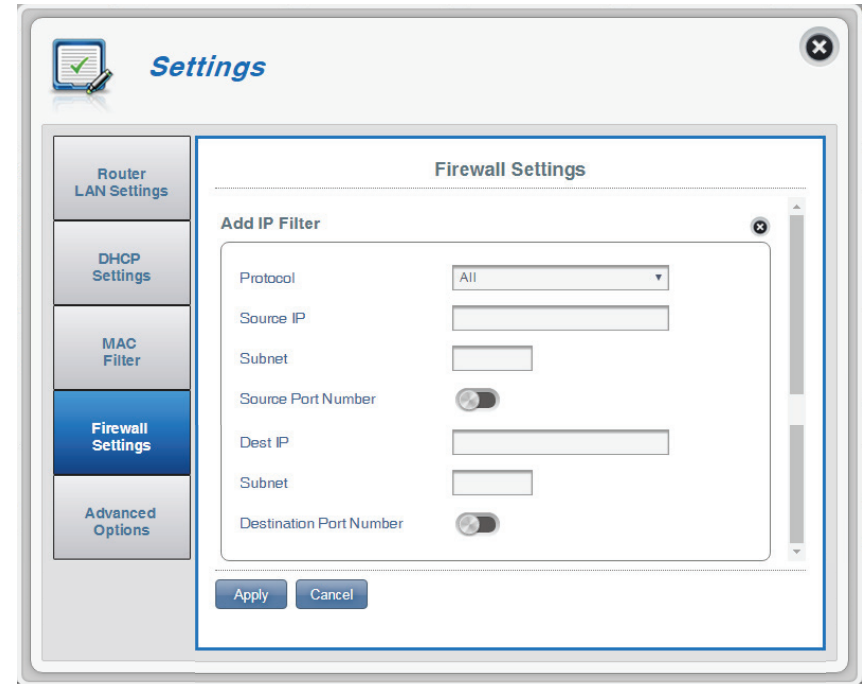 Settings
Router
LAN Settings
DHCP
Settings
MAC
Filter
Firewall
Settings
Advanced
Options
Firewall Settings
Add IP Filter
Protocol All
Source IP
Subnet
Source Port Number
Dest IP
Subnet
Destination Port Number
Apply Cancel